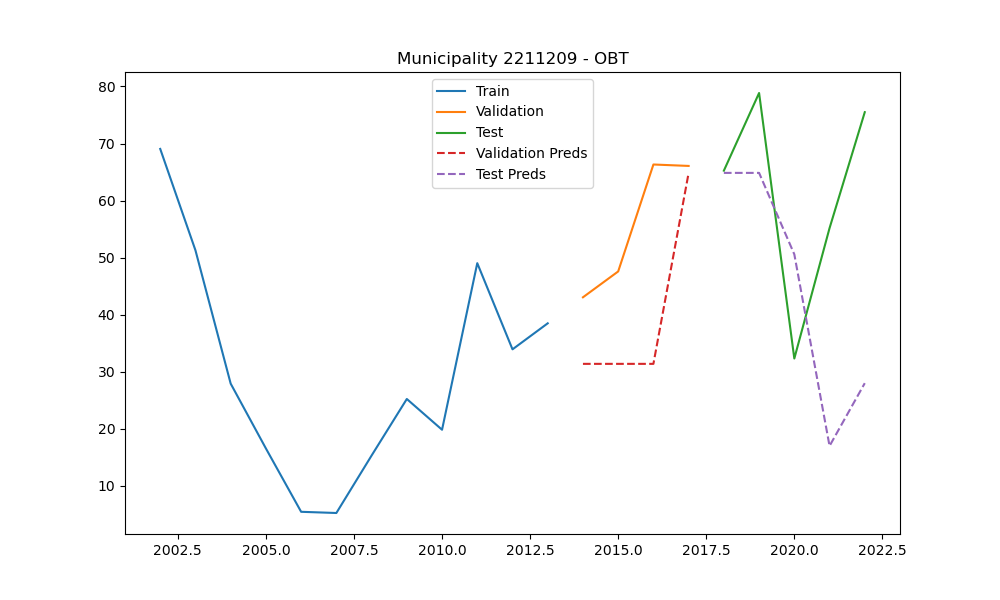 Municipality 2211209 - OBT
Train
Validation
Test
Validation Preds
Test Preds
80
70
60
50
40
30
20
10
2002.5 2005.0 2007.5 2010.0 2012.5 2015.0 2017.5 2020.0 2022.5